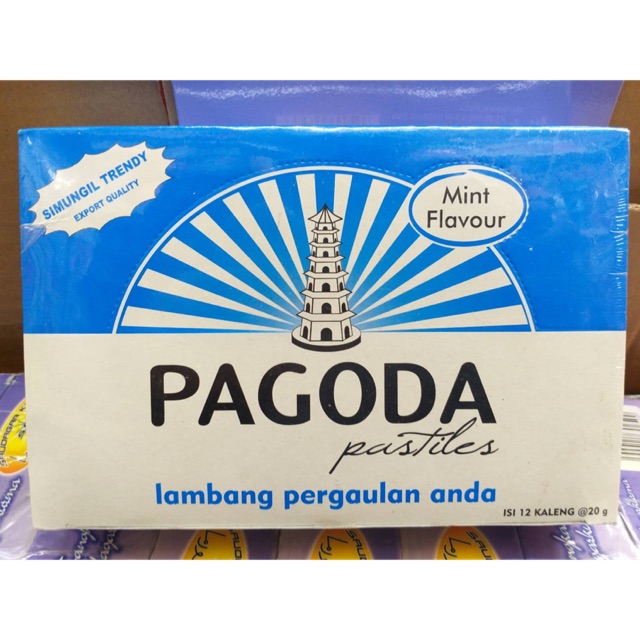 SIMUNGIL TRENDY
EXPORT QUALITY
Mint
Flavour
PAGODA
pastiles
lambang pergaulan anda
ISI 12 KALENG @20 g